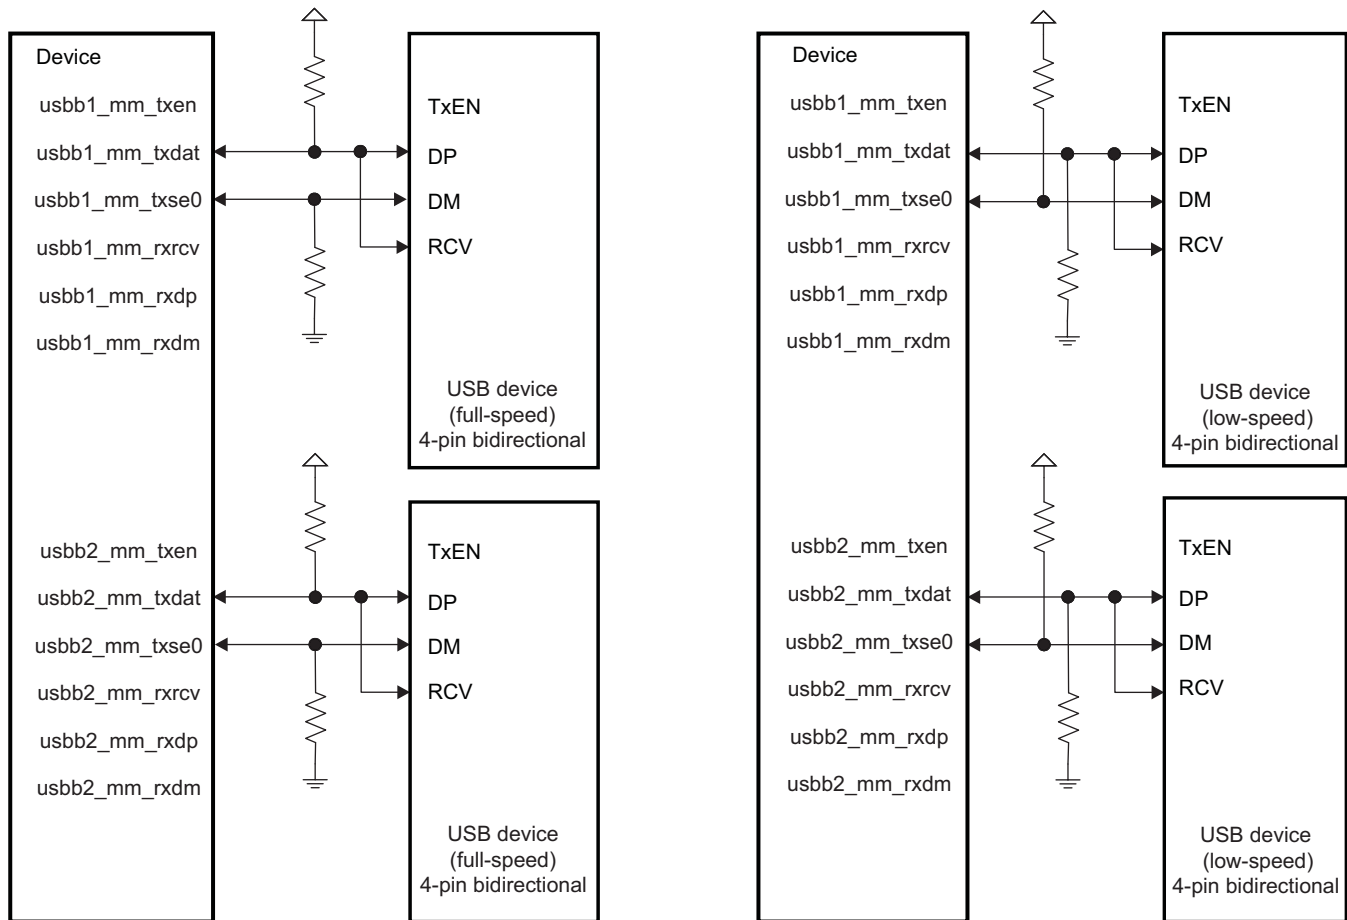 Device
usbb1_mm_txen
usbb1_mm_txdat
usbb1_mm_txse0
usbb1_mm_rxrcv
usbb1_mm_rxdp
usbb1_mm_rxdm
usbb2_mm_txen
usbb2_mm_txdat
usbb2_mm_txse0
usbb2_mm_rxrcv
usbb2_mm_rxdp
usbb2_mm_rxdm
TxEN
DP
DM
RCV
USB device
(full-speed)
4-pin bidirectional
TxEN
DP
DM
RCV
USB device
(full-speed)
4-pin bidirectional
Device
usbb1_mm_txen
usbb1_mm_txdat
usbb1_mm_txse0
usbb1_mm_rxrcv
usbb1_mm_rxdp
usbb1_mm_rxdm
usbb2_mm_txen
usbb2_mm_txdat
usbb2_mm_txse0
usbb2_mm_rxrcv
usbb2_mm_rxdp
usbb2_mm_rxdm
TxEN
DP
DM
RCV
USB device
(low-speed)
4-pin bidirectional
TxEN
DP
DM
RCV
USB device
(low-speed)
4-pin bidirectional